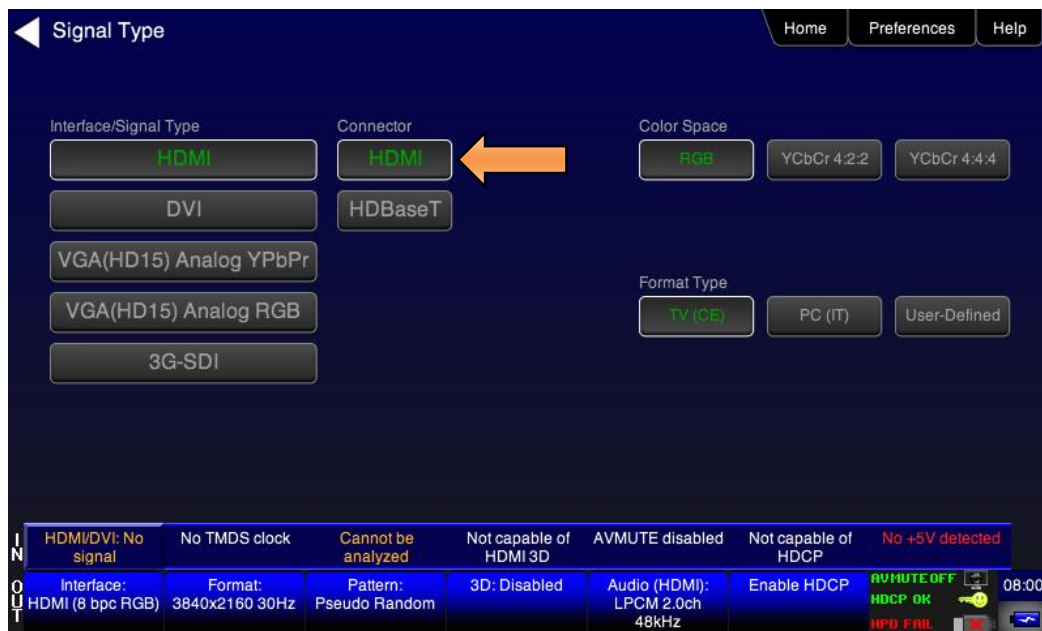 Signal Type
Home
Preferences
Help
Interface/Signal Type
Connector
Color Space
HDMI
HDMI
RGB
YCbCr 4:2:2
YCbCr 4:4:4
DVI
HDBaseT
VGA(HD15) Analog YPbPr
Format Type
VGA(HD15) Analog RGB
TV (CE)
PC (IT)
User-Defined
3G-SDI
IN
HDMI/DVI: No
signal
No TMDS clock
Cannot be
analyzed
Not capable of
HDMI 3D
AVMUTE disabled
Not capable of
HDCP
No +5V detected
OUT
Interface:
HDMI (8 bpc RGB)
Format:
3840x2160 30Hz
Pattern:
Pseudo Random
3D: Disabled
Audio (HDMI):
LPCM 2.0ch
48kHz
Enable HDCP
AVMUTEOFF
HDCP OK
HPD FAIL
08:00